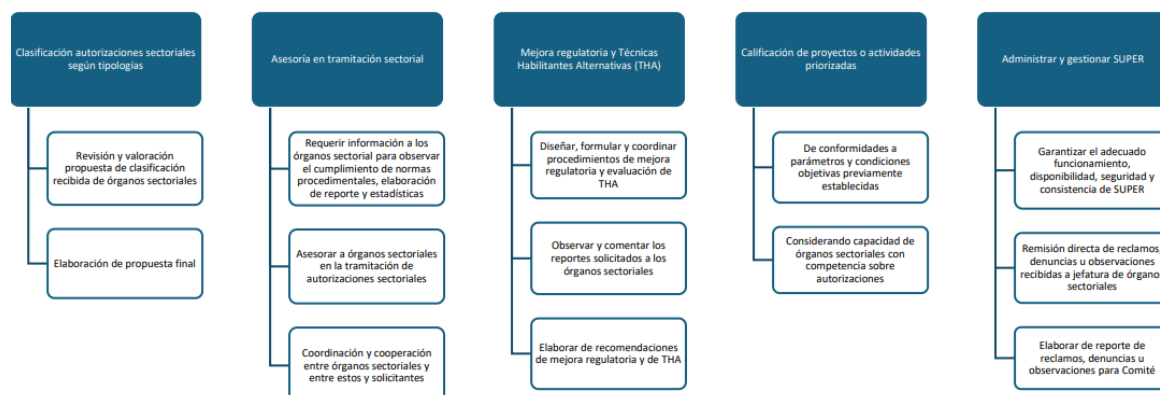 Clasificación autorizaciones sectoriales
según tipologías
Revisión y valoración
propuesta de clasificación
recibida de órganos sectoriales
Elaboración de propuesta final
Asesoría en tramitación sectorial
Requerir información a los
órganos sectorial para observar
el cumplimiento de normas
procedimentales, elaboración
de reporte y estadísticas
Asesorar a órganos sectoriales
en la tramitación de
autorizaciones sectoriales
Coordinación y cooperación
entre órganos sectoriales y
entre estos y solicitantes
Mejora regulatoria y Técnicas
Habilitantes Alternativas (THA)
Diseñar, formular y coordinar
procedimientos de mejora
regulatoria y evaluación de
THA
Observar y comentar los
reportes solicitados a los
órganos sectoriales
Elaborar de recomendaciones
de mejora regulatoria y de THA
Calificación de proyectos o actividades
priorizadas
De conformidades a
parámetros y condiciones
objetivas previamente
establecidas
Considerando capacidad de
órganos sectoriales con
competencia sobre
autorizaciones
Administrar y gestionar SUPER
Garantizar el adecuado
funcionamiento,
disponibilidad, seguridad y
consistencia de SUPER
Remisión directa de reclamos,
denuncias u observaciones
recibidas a jefatura de órgano
sectoriales
Elaborar de reporte de
reclamos, denuncias u
observaciones para Comité